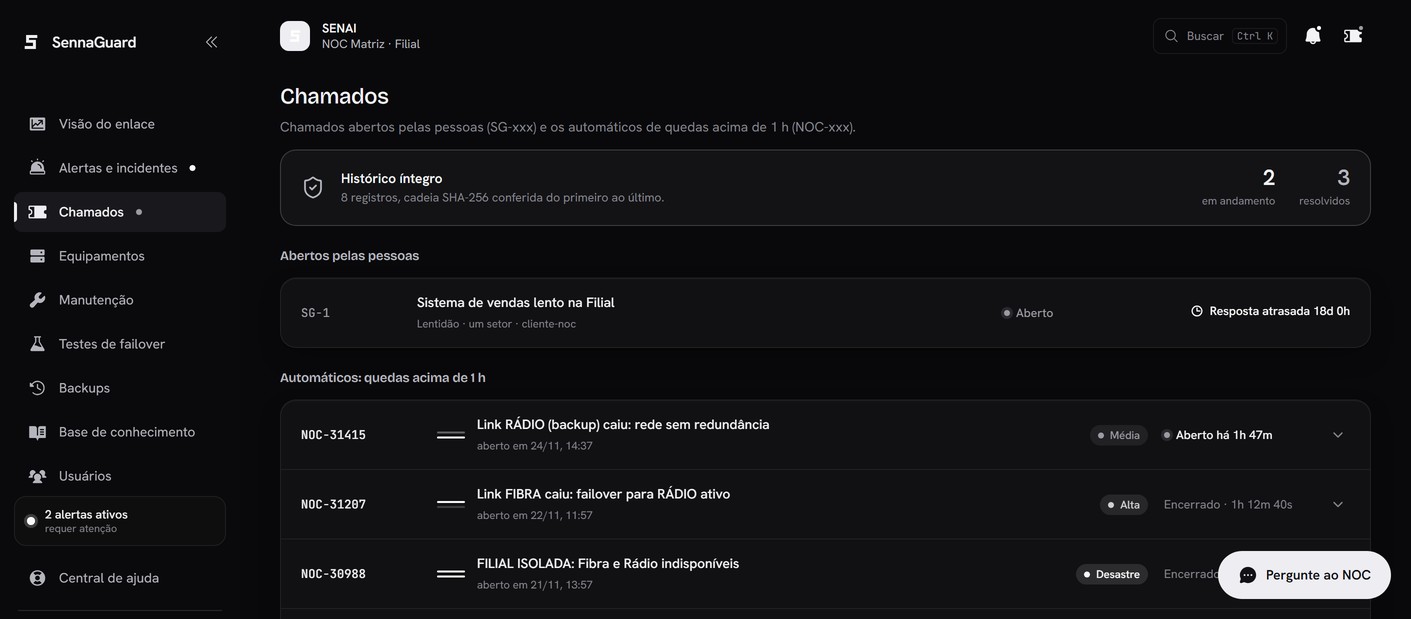 SennaGuard
SENAI
NOC Matriz · Filial
Buscar Ctrl K
Visão do enlace
Alertas e incidentes
Chamados
Equipamentos
Manutenção
Testes de failover
Backups
Base de conhecimento
Usuários
2 alertas ativos
requer atenção
Central de ajuda
Chamados
Chamados abertos pelas pessoas (SG-xxx) e os automáticos de quedas acima de 1 h (NOC-xxx).
Histórico íntegro
8 registros, cadeia SHA-256 conferida do primeiro ao último.
2
em andamento
3
resolvidos
Abertos pelas pessoas
SG-1
Sistema de vendas lento na Filial
Lentidão · um setor · cliente-noc
Aberto
Resposta atrasada 18d 0h
Automáticos: quedas acima de 1 h
NOC-31415
Link RÁDIO (backup) caiu: rede sem redundância
aberto em 24/11, 14:37
Média
Aberto há 1h 47m
NOC-31207
Link FIBRA caiu: failover para RÁDIO ativo
aberto em 22/11, 11:57
Alta
Encerrado · 1h 12m 40s
NOC-30988
FILIAL ISOLADA: Fibra e Rádio indisponíveis
aberto em 21/11, 13:57
Desastre
Encerrado
Pergunte ao NOC